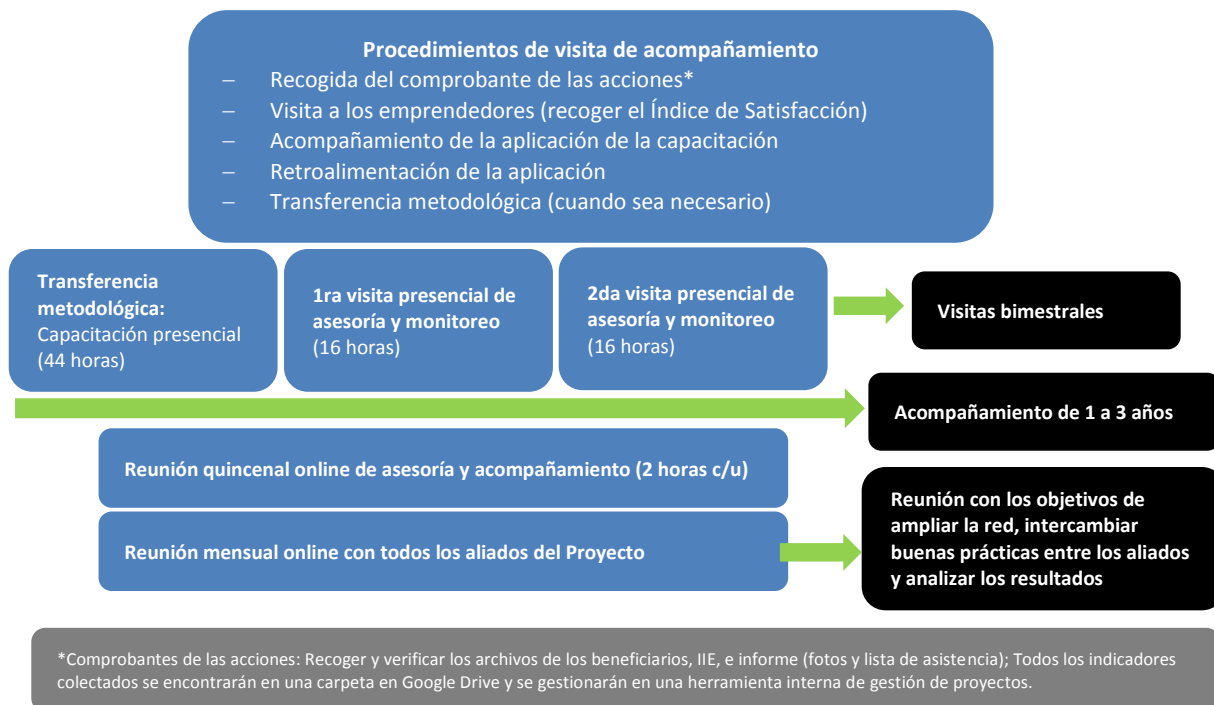 Procedimientos de visita de acompañamiento
– Recogida del comprobante de las acciones*
– Visita a los emprendedores (recoger el Índice de Satisfacción)
– Acompañamiento de la aplicación de la capacitación
– Retroalimentación de la aplicación
– Transferencia metodológica (cuando sea necesario)
Transferencia
metodológica:
Capacitación presencial
(44 horas)
1ra visita presencial de
asesoría y monitoreo
(16 horas)
2da visita presencial de
asesoría y monitoreo
(16 horas)
Visitas bimestrales
Acompañamiento de 1 a 3 años
Reunión quincenal online de asesoría y acompañamiento (2 horas c/u)
Reunión mensual online con todos los aliados del Proyecto
Reunión con los objetivos de
ampliar la red, intercambiar
buenas prácticas entre los aliados
y analizar los resultados
*Comprobantes de las acciones: Recoger y verificar los archivos de los beneficiarios, IIE, e informe (fotos y lista de asistencia); Todos los indicadores
colectados se encontrarán en una carpeta en Google Drive y se gestionarán en una herramienta interna de gestión de proyectos.